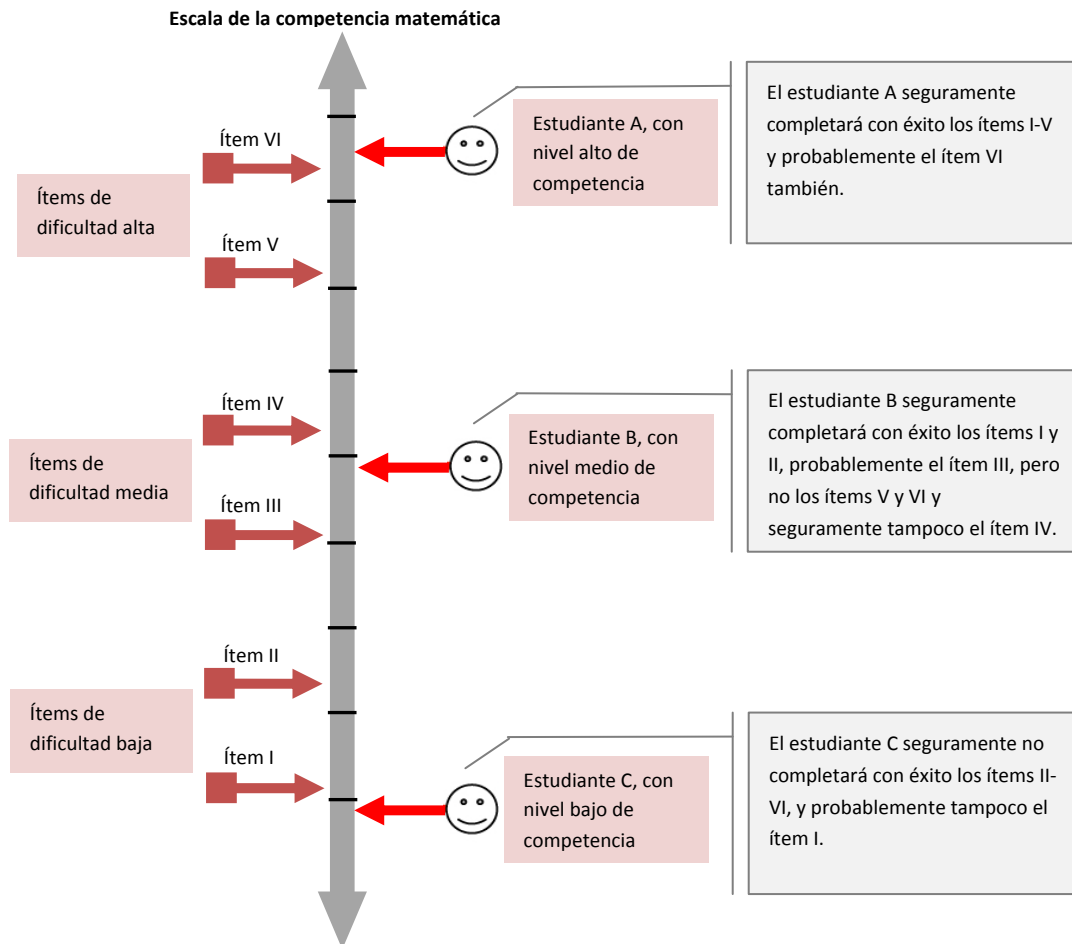 Escala de la competencia matemática
Ítem VI
Ítems de
dificultad alta
Ítem V
Estudiante A, con
nivel alto de
competencia
El estudiante A seguramente
completará con éxito los ítems I-V
y probablemente el ítem VI
también.
Ítem IV
Ítems de
dificultad media
Ítem III
Estudiante B, con
nivel medio de
competencia
El estudiante B seguramente
completará con éxito los ítems I y
II, probablemente el ítem III, pero
no los ítems V y VI y
seguramente tampoco el ítem IV.
Ítem II
Ítems de
dificultad baja
Ítem I
Estudiante C, con
nivel bajo de
competencia
El estudiante C seguramente no
completará con éxito los ítems II-
VI, y probablemente tampoco el
ítem I.